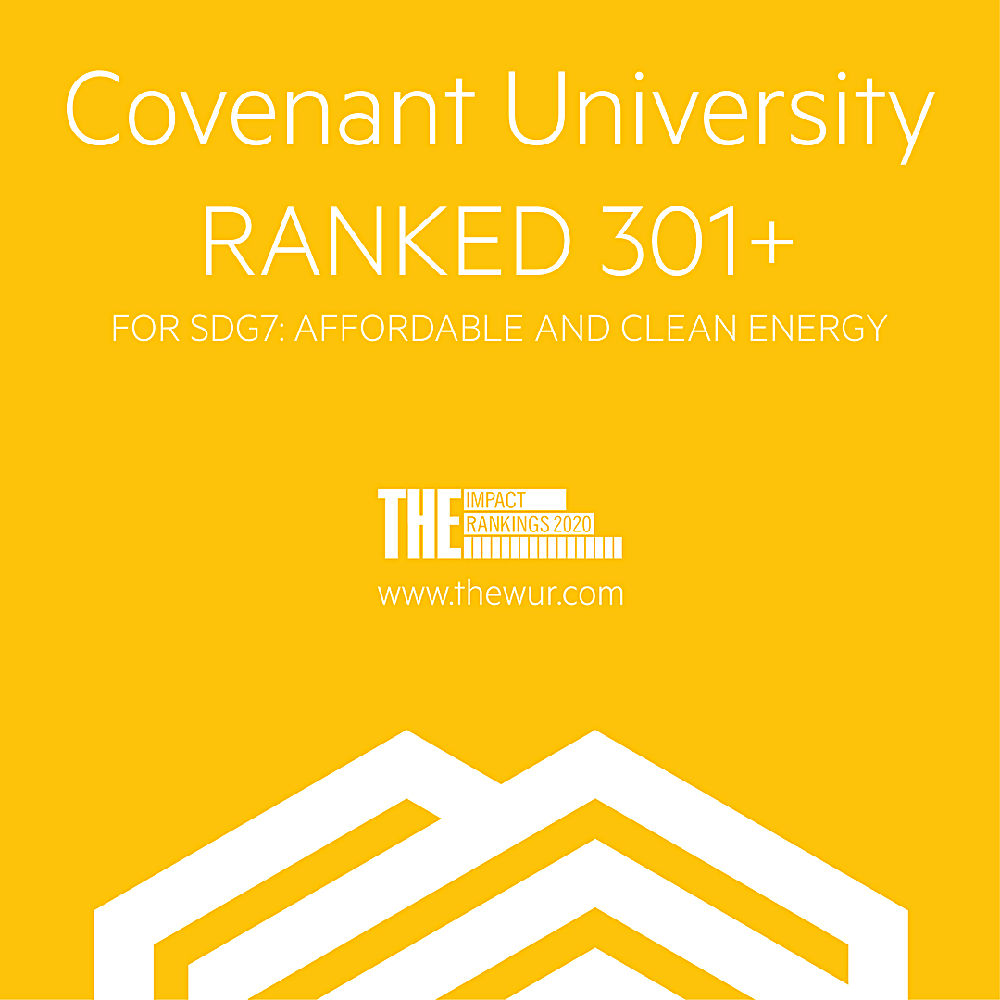 Covenant University
RANKED 301+
FOR SDG7: AFFORDABLE AND CLEAN ENERGY
THE IMPACT
RANKINGS 2020
www.thewur.com